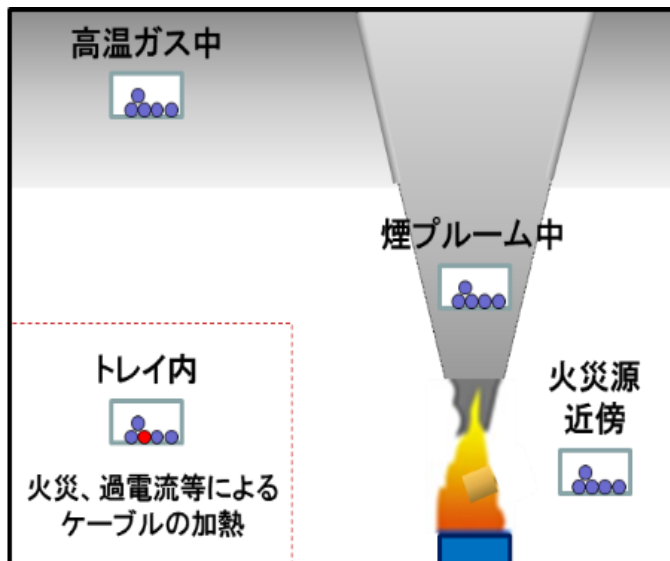 高温ガス中
煙プルーム中
トレイ内
火災、過電流等による
ケーブルの加熱
火災源
近傍